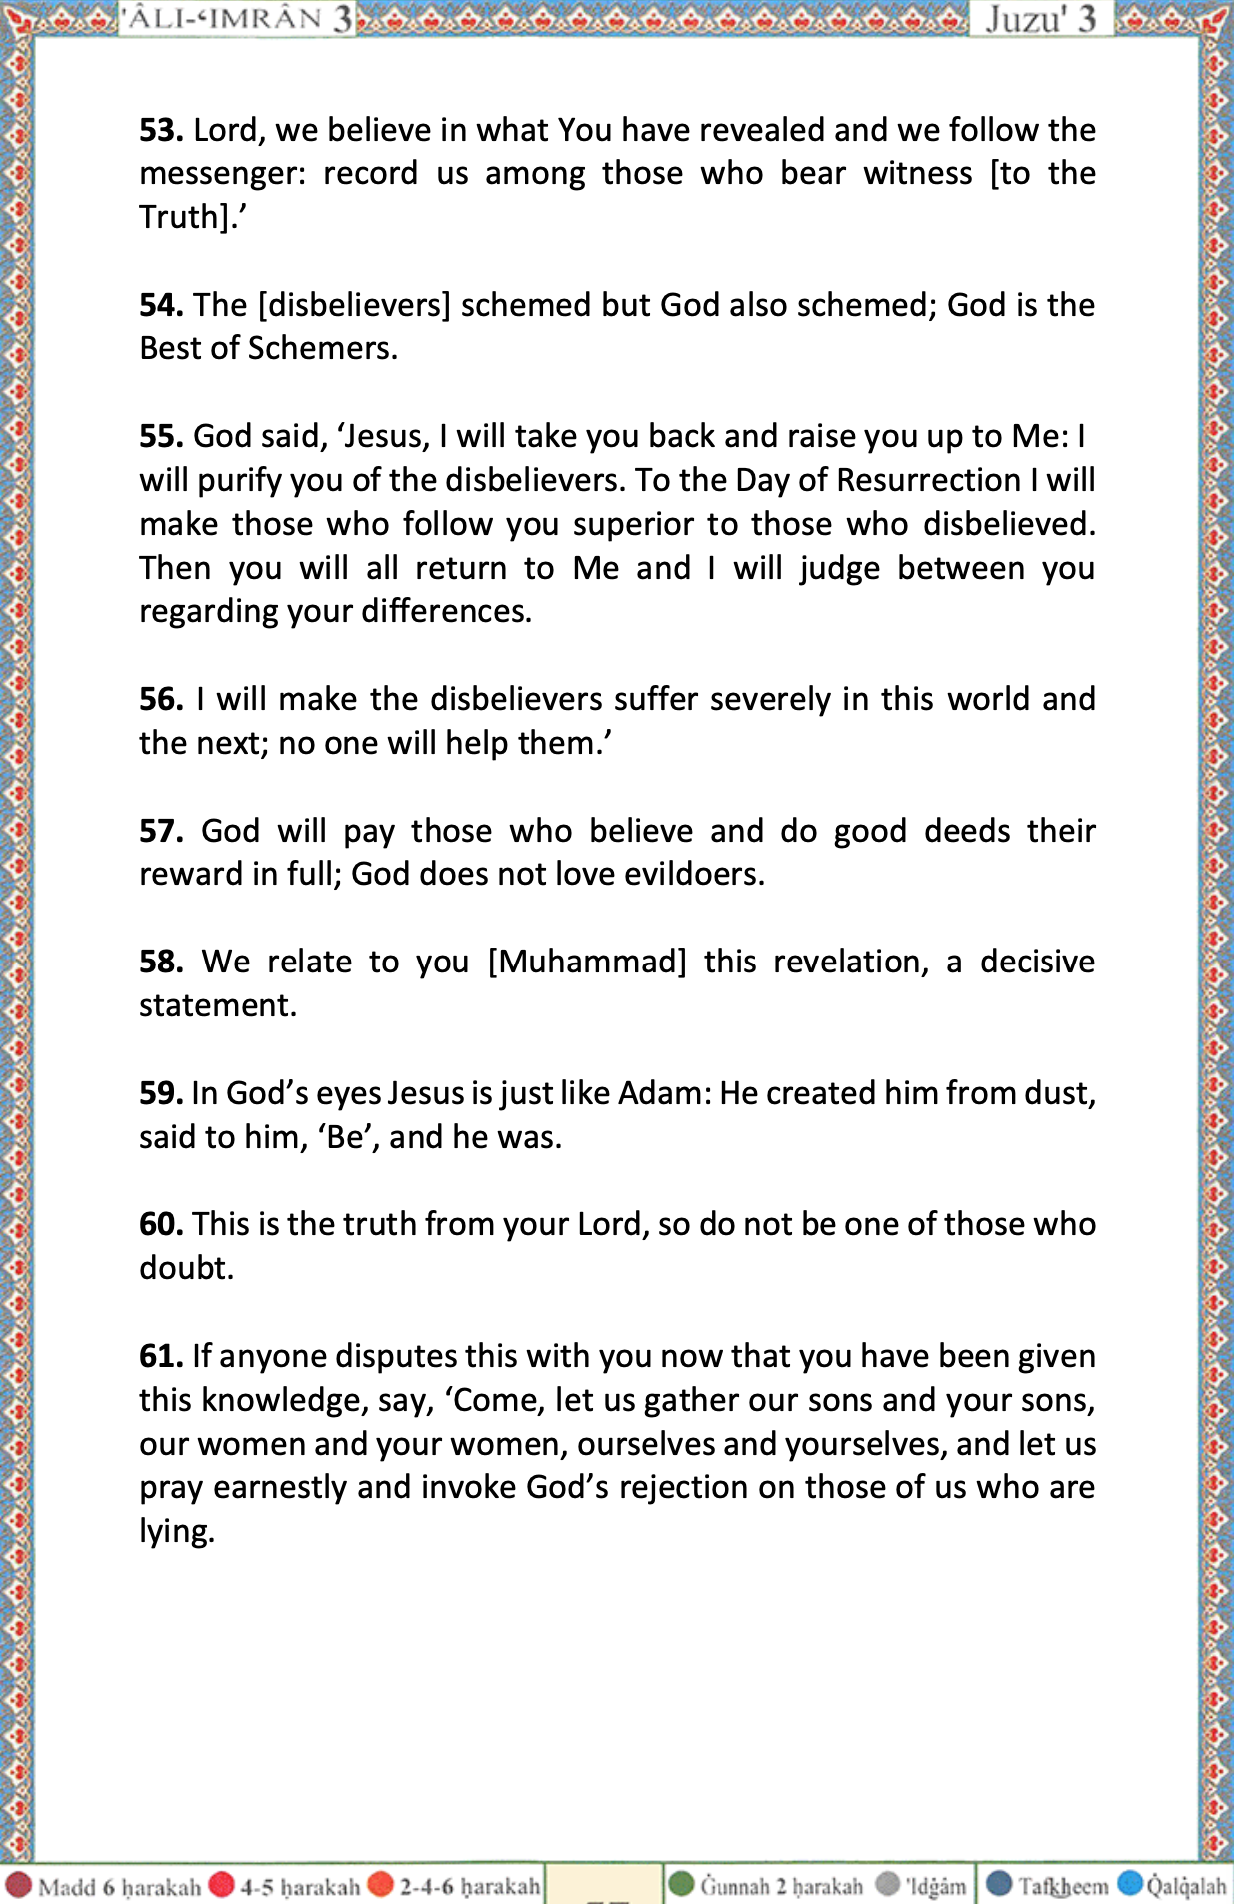 'ÂLI-ʿIMRÂN 3
Juzu' 3
53. Lord, we believe in what You have revealed and we follow the
messenger: record us among those who bear witness [to the
Truth].’
54. The [disbelievers] schemed but God also schemed; God is the
Best of Schemers.
55. God said, ‘Jesus, I will take you back and raise you up to Me: I
will purify you of the disbelievers. To the Day of Resurrection I will
make those who follow you superior to those who disbelieved.
Then you will all return to Me and I will judge between you
regarding your differences.
56. I will make the disbelievers suffer severely in this world and
the next; no one will help them.’
57. God will pay those who believe and do good deeds their
reward in full; God does not love evildoers.
58. We relate to you [Muhammad] this revelation, a decisive
statement.
59. In God’s eyes Jesus is just like Adam: He created him from dust,
said to him, ‘Be’, and he was.
60. This is the truth from your Lord, so do not be one of those who
doubt.
61. If anyone disputes this with you now that you have been given
this knowledge, say, ‘Come, let us gather our sons and your sons,
our women and your women, ourselves and yourselves, and let us
pray earnestly and invoke God’s rejection on those of us who are
lying.
Madd 6 ḥarakah 4-5 ḥarakah 2-4-6 ḥarakah Ġunnah 2 ḥarakah 'Idġâm Tafkheem Q̇alq̇alah